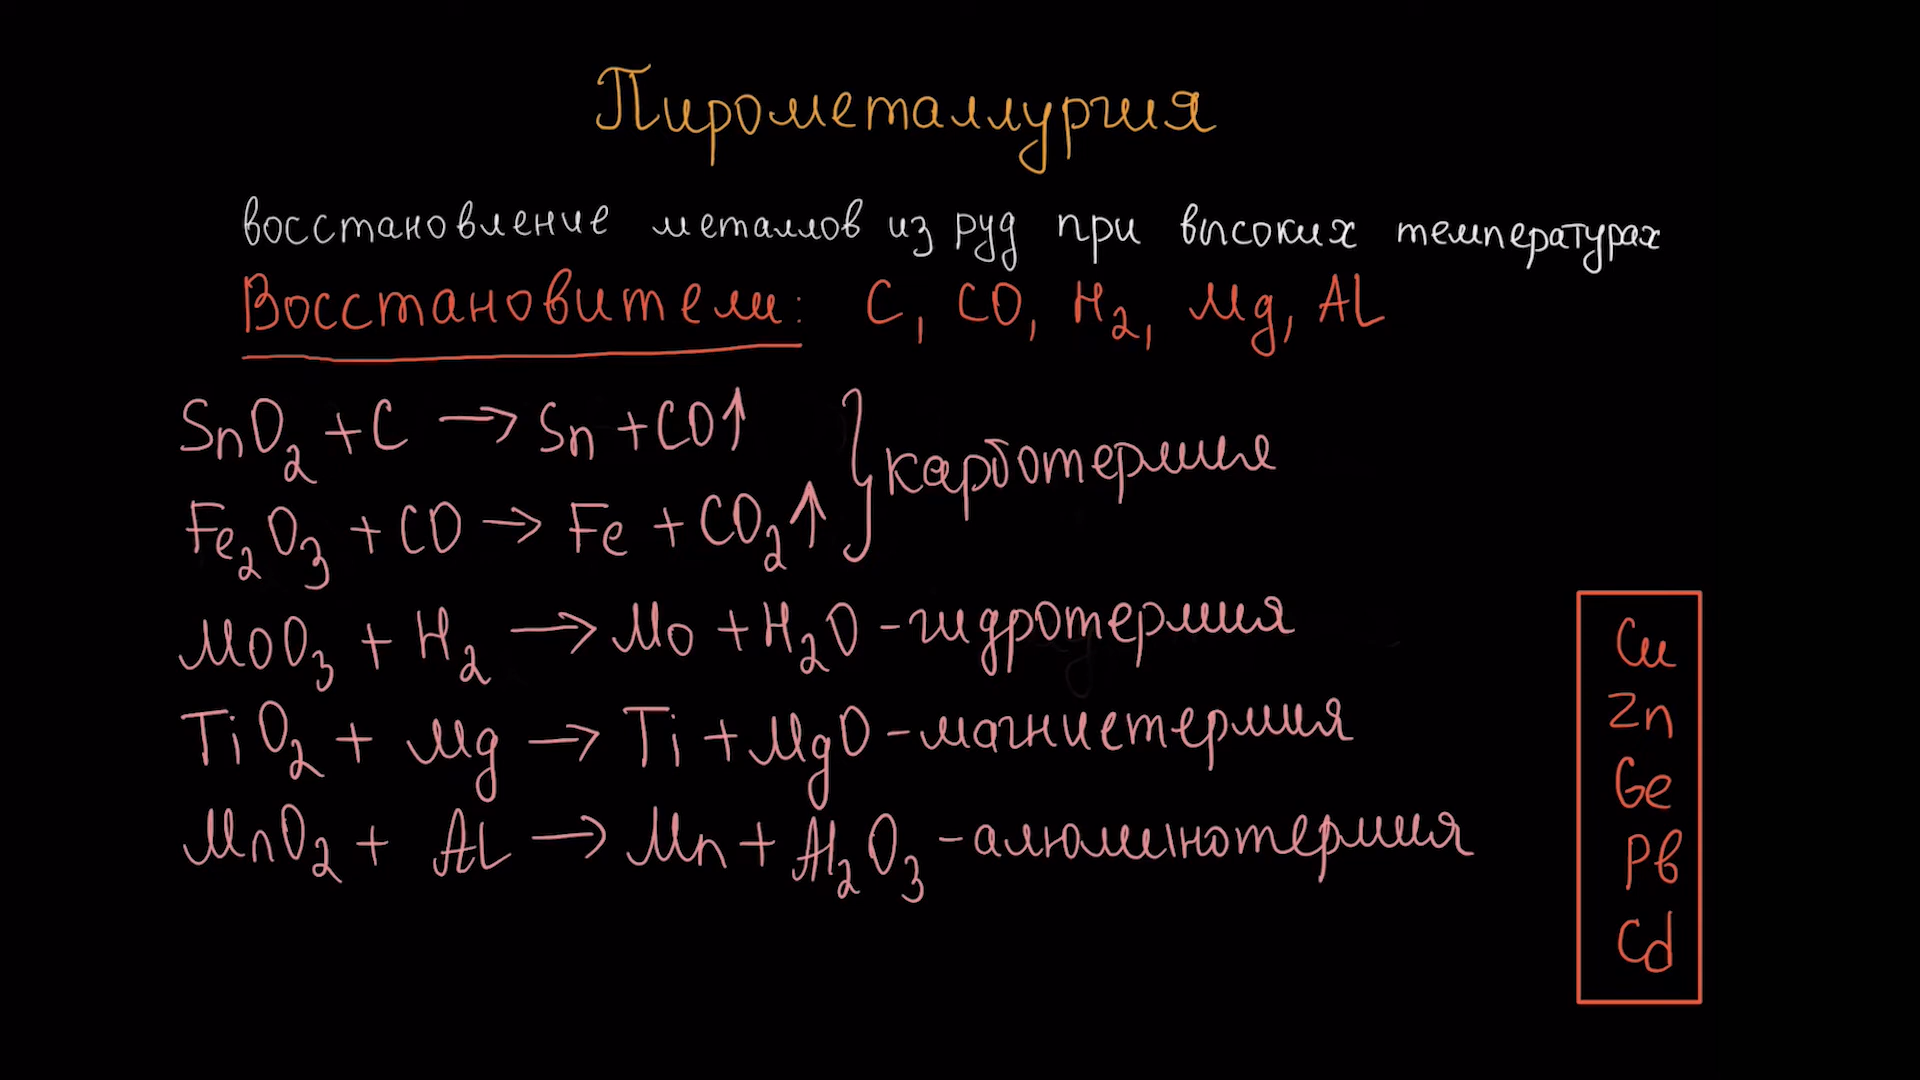 Пирометаллургия
восстановление металлов из руд при высоких температурах
Восстановители: C, CO, H₂, Mg, Al
SnO₂ + C → Sn + CO↑
Fe₂O₃ + CO → Fe + CO₂↑ } карботермия
MoO₃ + H₂ → Mo + H₂O - гидротермия
TiO₂ + Mg → Ti + MgO - магниетермия
MnO₂ + Al → Mn + Al₂O₃ - алюминотермия
Cu
Zn
Ge
Pb
Cd